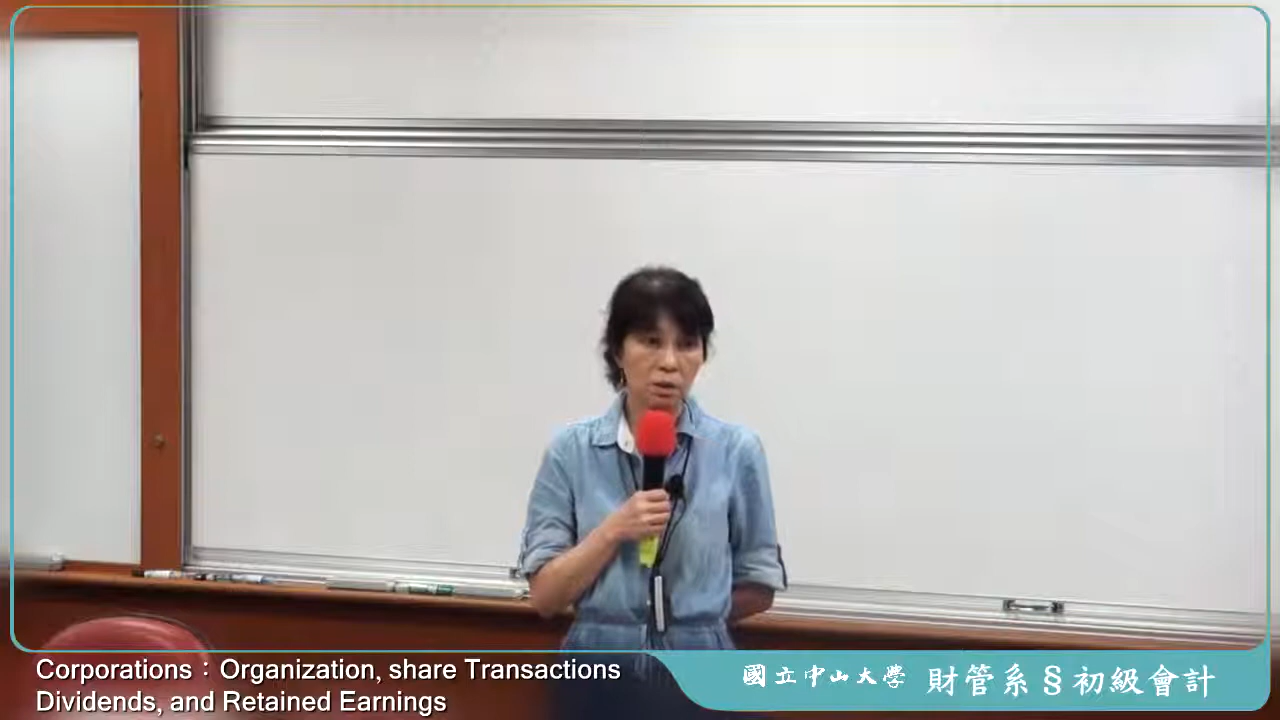 Corporations：Organization, share Transactions
Dividends, and Retained Earnings
國立中山大學 財管系§初級會計